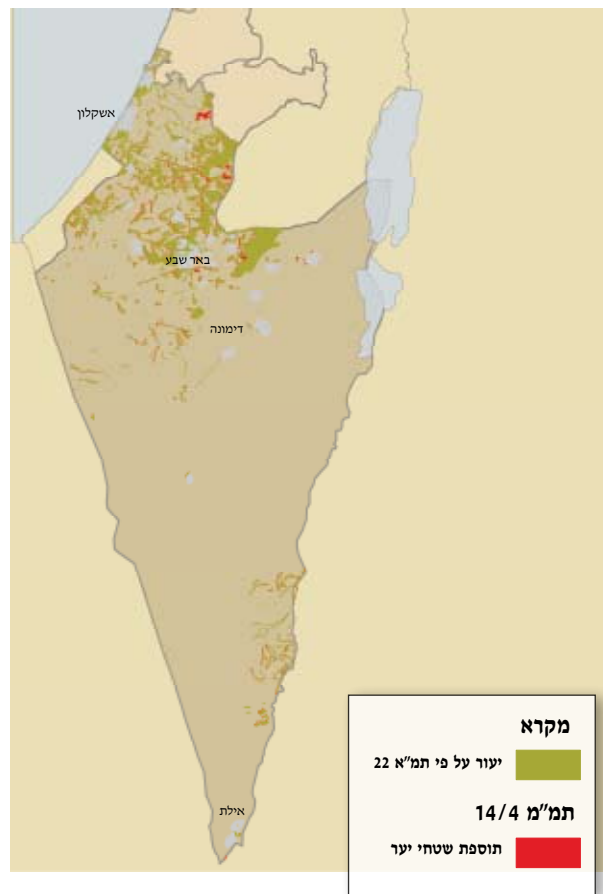 אשקלון
באר שבע
דימונה
אילת
מקרא
יעור על פי תמ"א 22
תמ"מ 14/4
תוספת שטחי יער